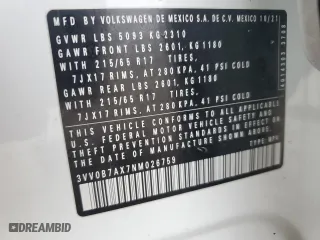 MFD BY VOLKSWAGEN DE MEXICO S.A. DE C.V. MEXICO 10/21
GVWR LBS 5093 KG 2310
GAWR FRONT LBS 2601, KG 1180
WITH 215/65 R17 TIRES,
7JX17 RIMS, AT 280 KPA, 41 PSI COLD
GAWR REAR LBS 2601, KG 1180
WITH 215/65 R17 TIRES,
7JX17 RIMS, AT 280 KPA, 41 PSI COLD
THIS VEHICLE CONFORMS TO ALL APPLICABLE
U.S. FEDERAL MOTOR VEHICLE SAFETY, BUMPER, AND
THEFT PREVENTION STANDARDS IN EFFECT ON THE DATE OF
MANUFACTURE SHOWN ABOVE.
3VV0B7AX7NM026759
TYPE: MPV
DREAMBID